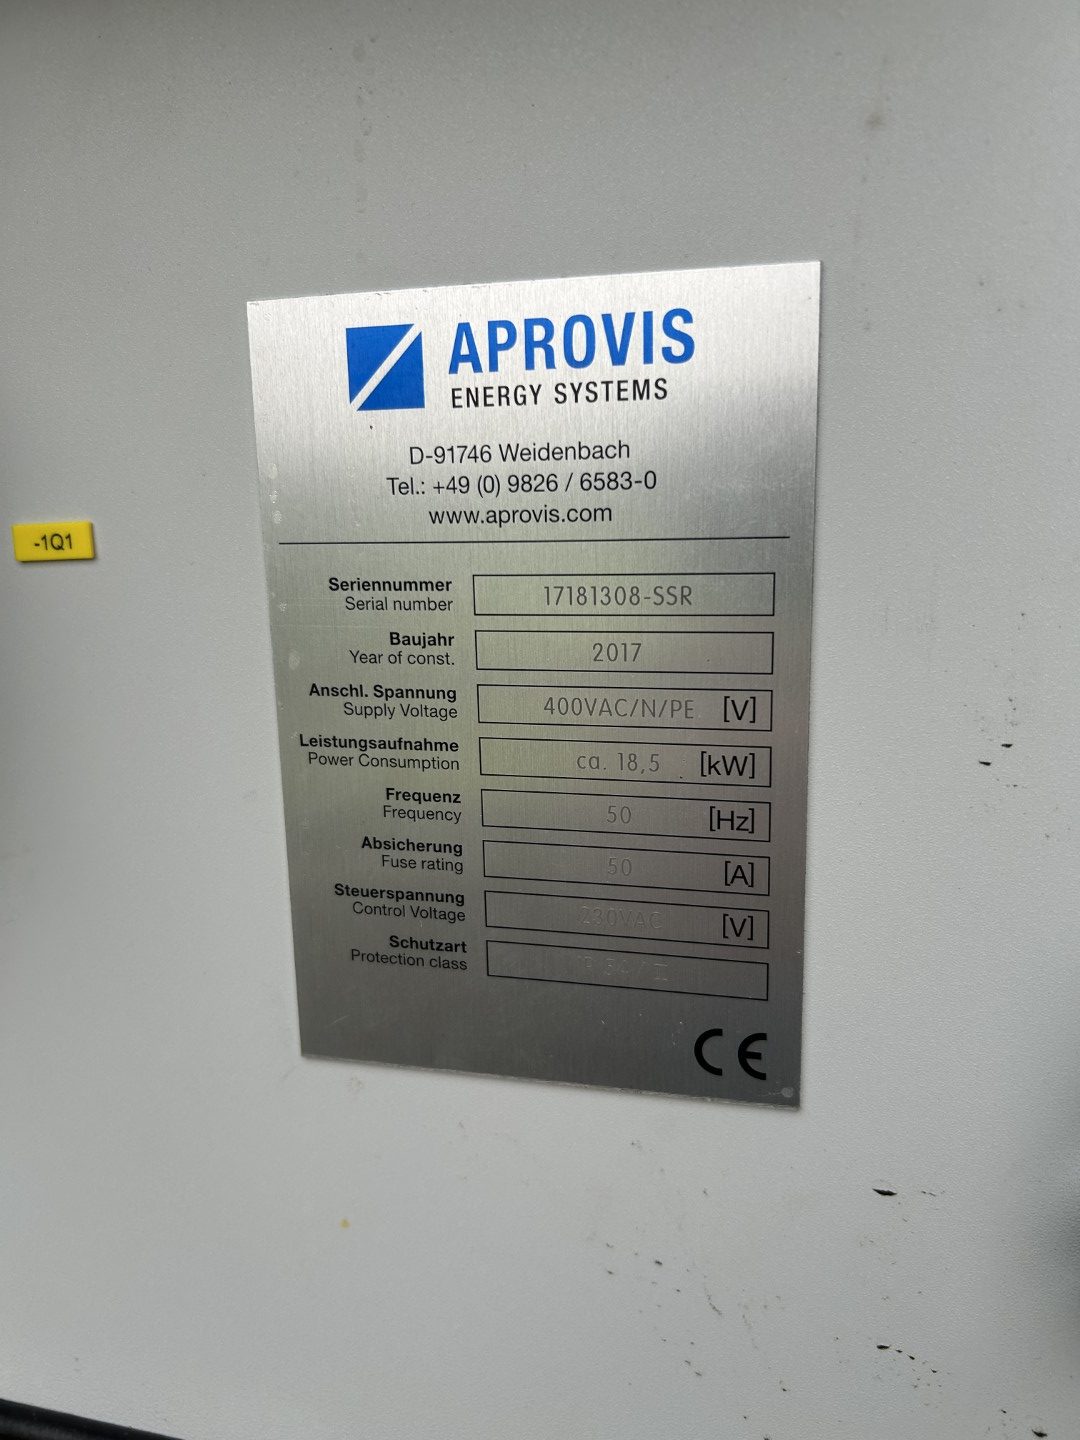 APROVIS
ENERGY SYSTEMS
D-91746 Weidenbach
Tel.: +49 (0) 9826 / 6583-0
www.aprovis.com
-1Q1
Seriennummer
Serial number
17181308-SSR
Baujahr
Year of const.
2017
Anschl. Spannung
Supply Voltage
400VAC/N/PE [V]
Leistungsaufnahme
Power Consumption
ca. 18,5 [kW]
Frequenz
Frequency
50 [Hz]
Absicherung
Fuse rating
50 [A]
Steuerspannung
Control Voltage
230VAC [V]
Schutzart
Protection class
CE